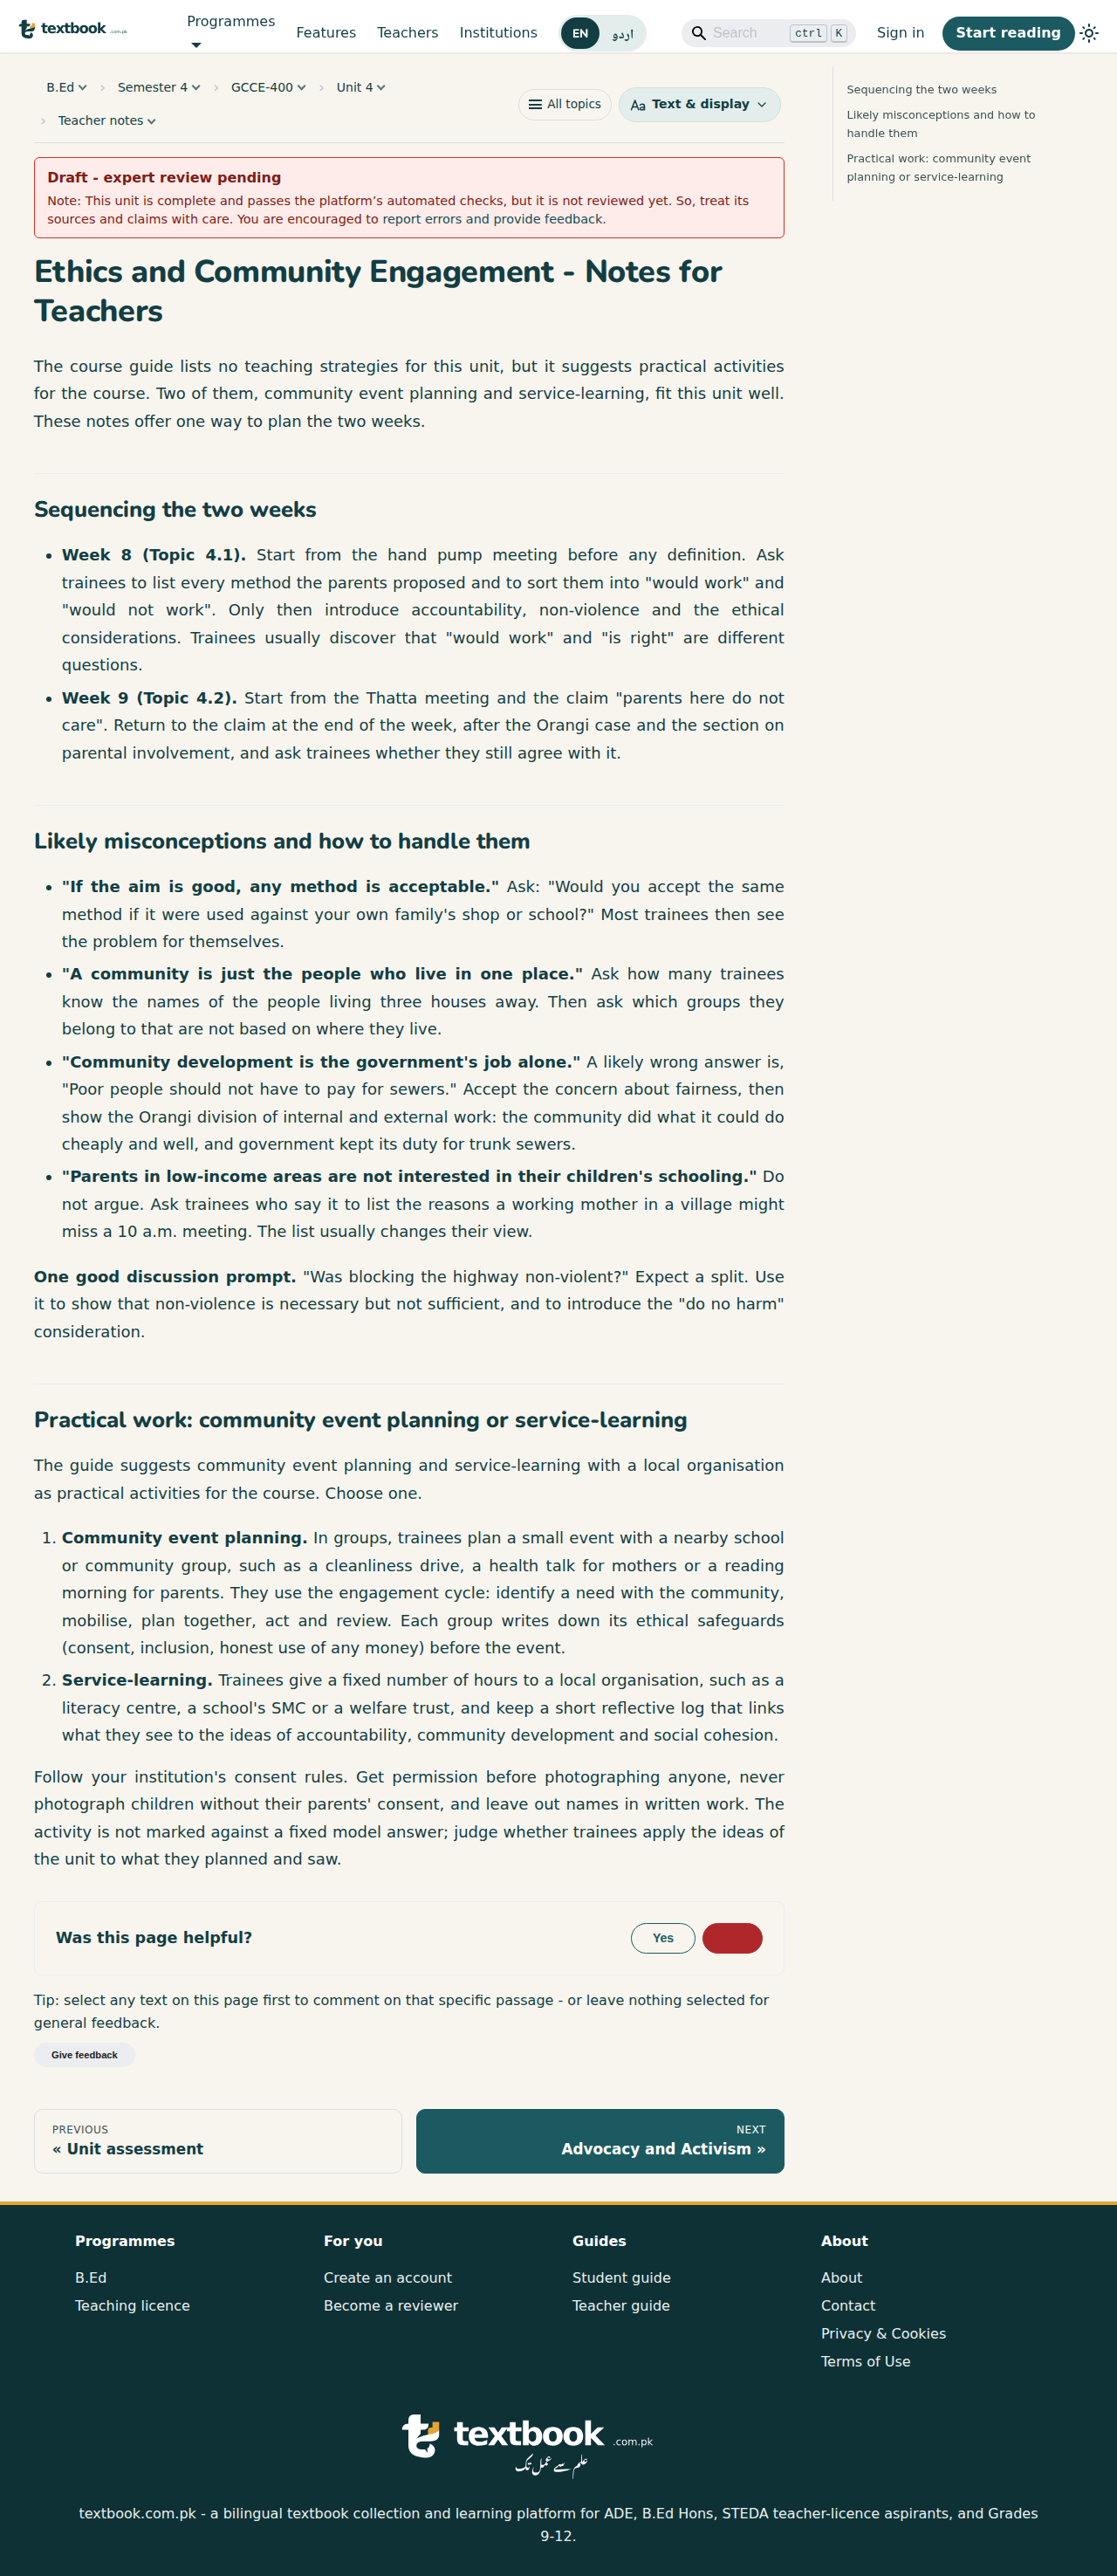 textbook .com.pk
Programmes
Features
Teachers
Institutions
EN
اردو
Search
ctrl
K
Sign in
Start reading
B.Ed
Semester 4
GCCE-400
Unit 4
Teacher notes
All topics
Text & display
Sequencing the two weeks
Likely misconceptions and how to
handle them
Practical work: community event
planning or service-learning
Draft - expert review pending
Note: This unit is complete and passes the platform’s automated checks, but it is not reviewed yet. So, treat its
sources and claims with care. You are encouraged to report errors and provide feedback.
Ethics and Community Engagement - Notes for
Teachers
The course guide lists no teaching strategies for this unit, but it suggests practical activities
for the course. Two of them, community event planning and service-learning, fit this unit well.
These notes offer one way to plan the two weeks.
Sequencing the two weeks
• Week 8 (Topic 4.1). Start from the hand pump meeting before any definition. Ask
trainees to list every method the parents proposed and to sort them into "would work" and
"would not work". Only then introduce accountability, non-violence and the ethical
considerations. Trainees usually discover that "would work" and "is right" are different
questions.
• Week 9 (Topic 4.2). Start from the Thatta meeting and the claim "parents here do not
care". Return to the claim at the end of the week, after the Orangi case and the section on
parental involvement, and ask trainees whether they still agree with it.
Likely misconceptions and how to handle them
• "If the aim is good, any method is acceptable." Ask: "Would you accept the same
method if it were used against your own family's shop or school?" Most trainees then see
the problem for themselves.
• "A community is just the people who live in one place." Ask how many trainees
know the names of the people living three houses away. Then ask which groups they
belong to that are not based on where they live.
• "Community development is the government's job alone." A likely wrong answer is,
"Poor people should not have to pay for sewers." Accept the concern about fairness, then
show the Orangi division of internal and external work: the community did what it could do
cheaply and well, and government kept its duty for trunk sewers.
• "Parents in low-income areas are not interested in their children's schooling." Do
not argue. Ask trainees who say it to list the reasons a working mother in a village might
miss a 10 a.m. meeting. The list usually changes their view.
One good discussion prompt. "Was blocking the highway non-violent?" Expect a split. Use
it to show that non-violence is necessary but not sufficient, and to introduce the "do no harm"
consideration.
Practical work: community event planning or service-learning
The guide suggests community event planning and service-learning with a local organisation
as practical activities for the course. Choose one.
1. Community event planning. In groups, trainees plan a small event with a nearby school
or community group, such as a cleanliness drive, a health talk for mothers or a reading
morning for parents. They use the engagement cycle: identify a need with the community,
mobilise, plan together, act and review. Each group writes down its ethical safeguards
(consent, inclusion, honest use of any money) before the event.
2. Service-learning. Trainees give a fixed number of hours to a local organisation, such as a
literacy centre, a school's SMC or a welfare trust, and keep a short reflective log that links
what they see to the ideas of accountability, community development and social cohesion.
Follow your institution's consent rules. Get permission before photographing anyone, never
photograph children without their parents' consent, and leave out names in written work. The
activity is not marked against a fixed model answer; judge whether trainees apply the ideas of
the unit to what they planned and saw.
Was this page helpful?
Yes
Tip: select any text on this page first to comment on that specific passage - or leave nothing selected for
general feedback.
Give feedback
PREVIOUS
« Unit assessment
NEXT
Advocacy and Activism »
Programmes
B.Ed
Teaching licence
For you
Create an account
Become a reviewer
Guides
Student guide
Teacher guide
About
About
Contact
Privacy & Cookies
Terms of Use
textbook .com.pk
علم سے عمل تک
textbook.com.pk - a bilingual textbook collection and learning platform for ADE, B.Ed Hons, STEDA teacher-licence aspirants, and Grades
9-12.